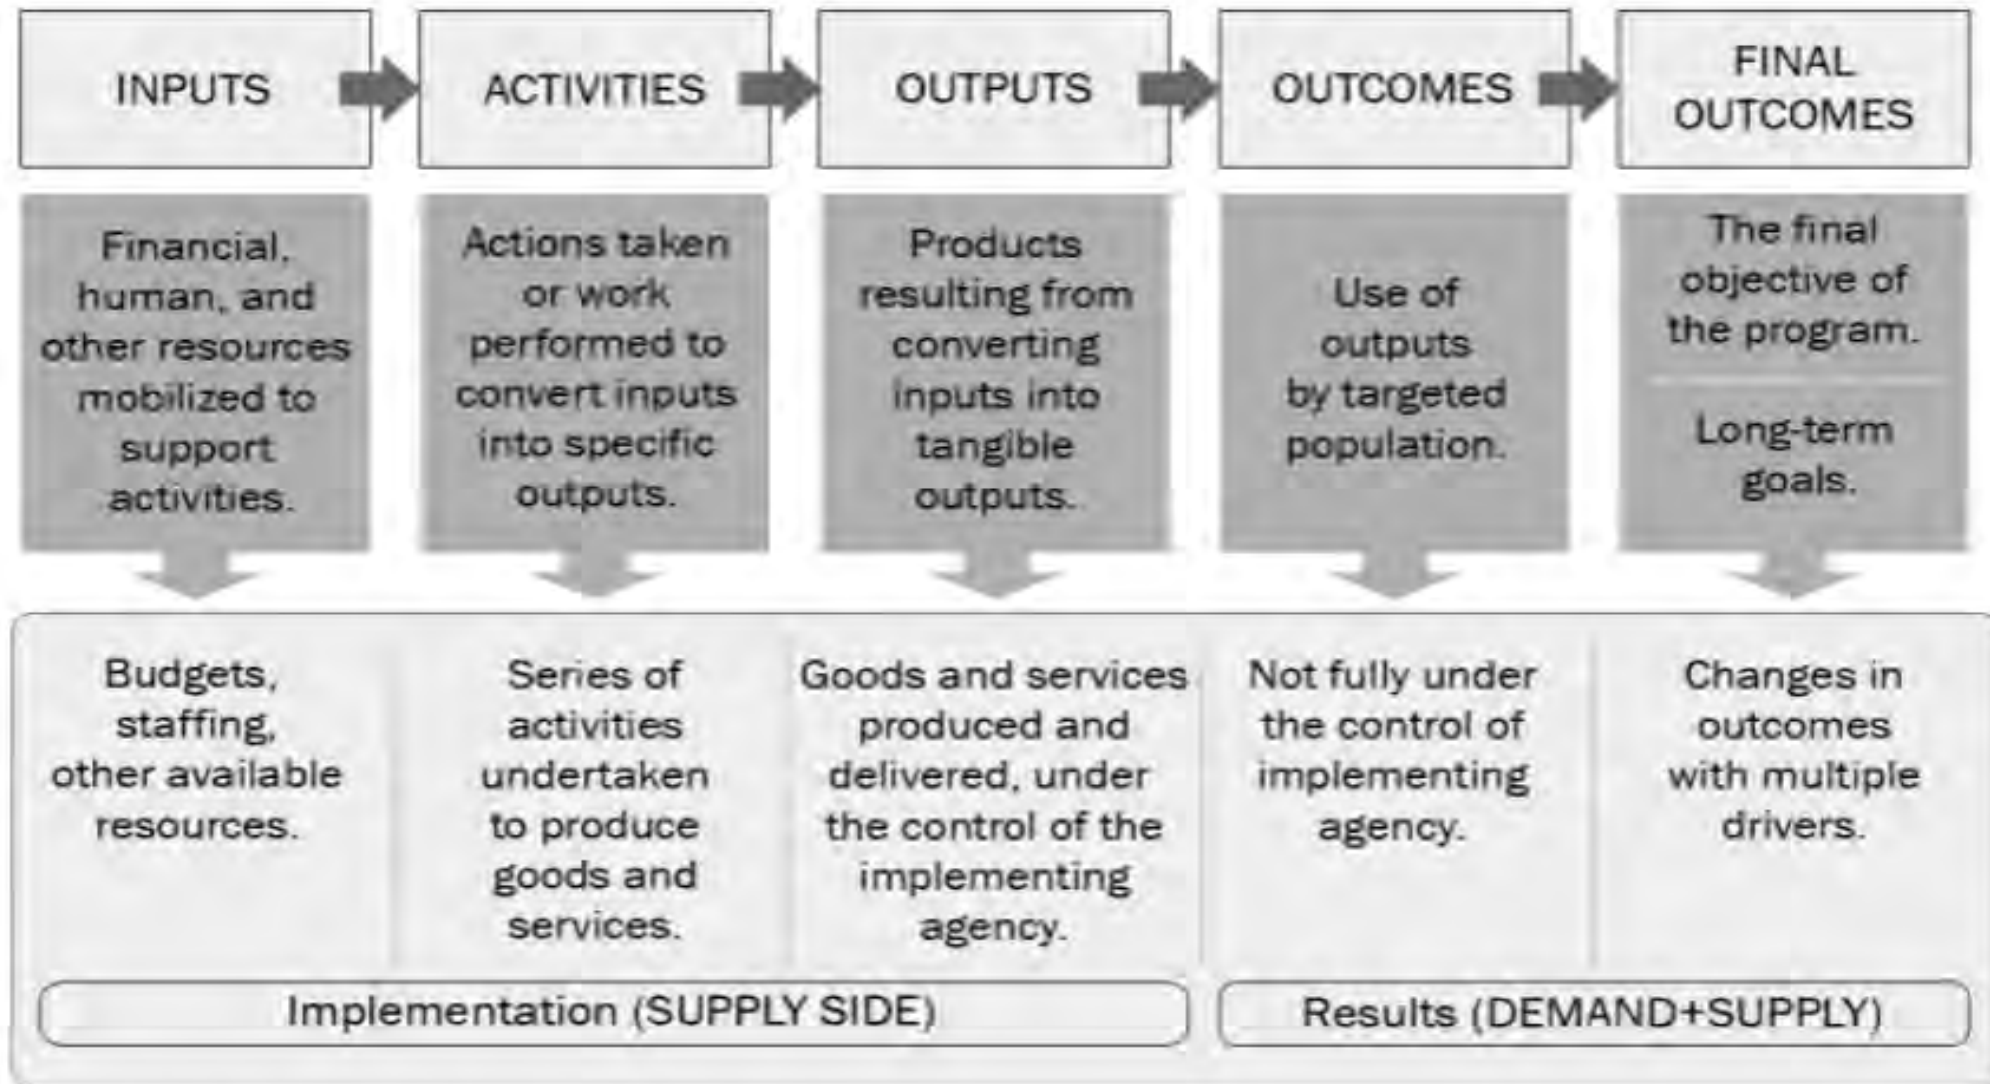 INPUTS
ACTIVITIES
OUTPUTS
OUTCOMES
FINAL
OUTCOMES
Financial,
human, and
other resources
mobilized to
support
activities.
Actions taken
or work
performed to
convert inputs
into specific
outputs.
Products
resulting from
converting
inputs into
tangible
outputs.
Use of
outputs
by targeted
population.
The final
objective of
the program.
Long-term
goals.
Budgets,
staffing,
other available
resources.
Series of
activities
undertaken
to produce
goods and
services.
Goods and services
produced and
delivered, under
the control of the
implementing
agency.
Not fully under
the control of
implementing
agency.
Changes in
outcomes
with multiple
drivers.
Implementation (SUPPLY SIDE)
Results (DEMAND+SUPPLY)